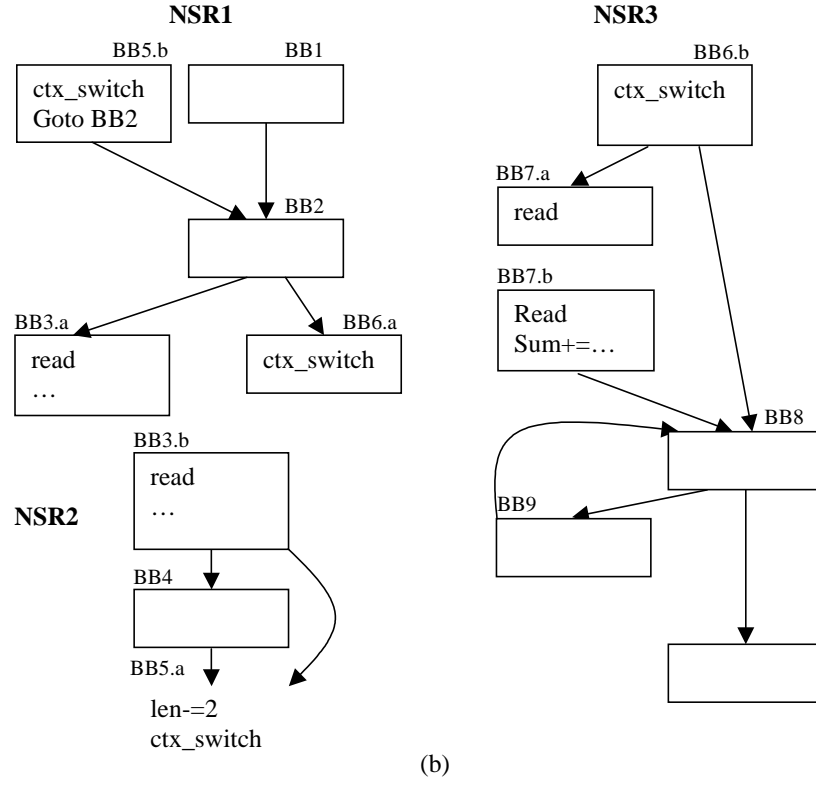 NSR1
BB5.b
BB1
ctx_switch
Goto BB2
BB2
BB3.a
read
…
BB6.a
ctx_switch
NSR2
BB3.b
read
…
BB4
BB5.a
len-=2
ctx_switch
NSR3
BB6.b
ctx_switch
BB7.a
read
BB7.b
Read
Sum+=…
BB8
BB9
(b)